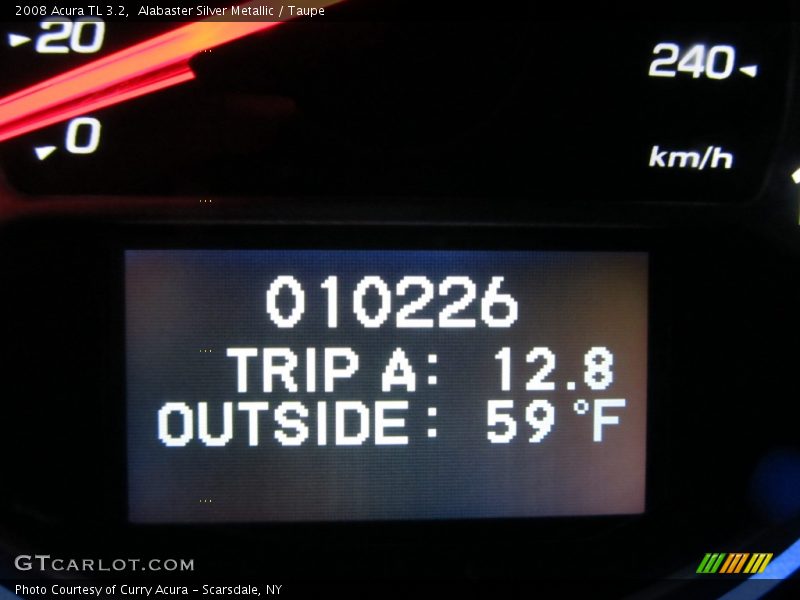 2008 Acura TL 3.2,  Alabaster Silver Metallic / Taupe
20
240
0
km/h
010226
TRIP A: 12.8
OUTSIDE: 59 °F
GTCARLOT.COM
Photo Courtesy of Curry Acura - Scarsdale, NY